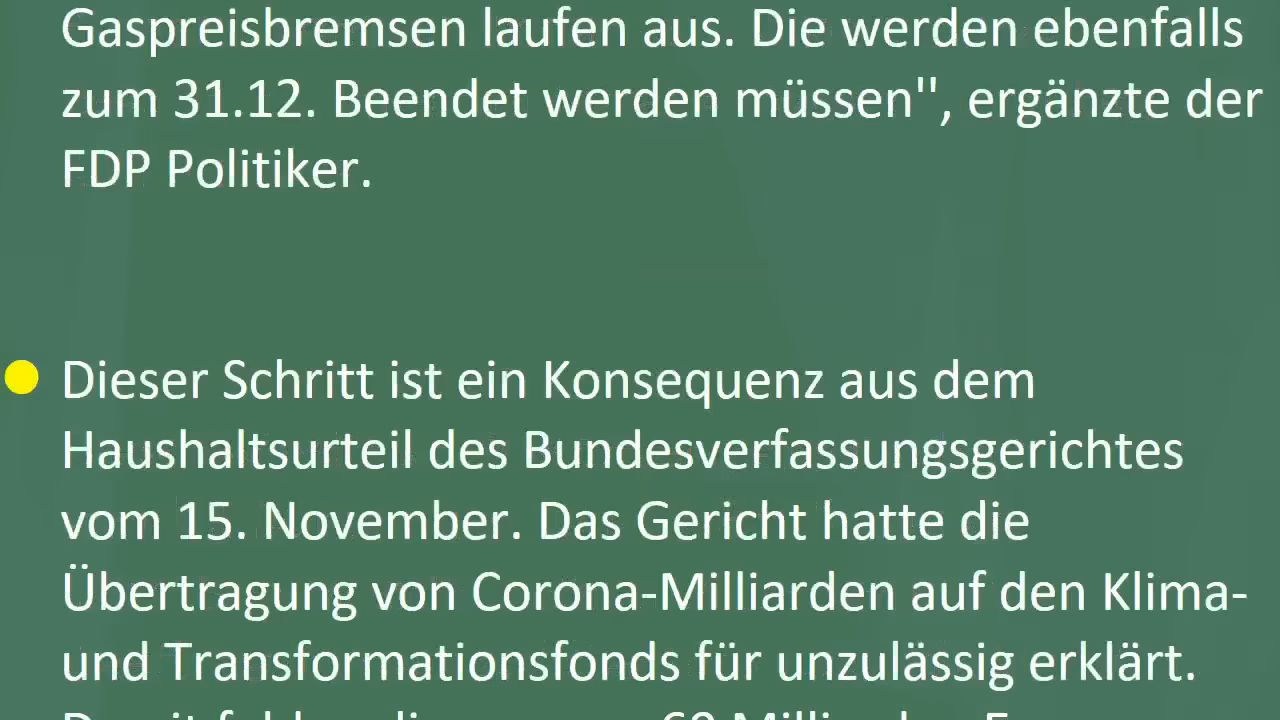 Gaspreisbremsen laufen aus. Die werden ebenfalls
zum 31.12. Beendet werden müssen", ergänzte der
FDP Politiker.
Dieser Schritt ist ein Konsequenz aus dem
Haushaltsurteil des Bundesverfassungsgerichtes
vom 15. November. Das Gericht hatte die
Übertragung von Corona-Milliarden auf den Klima-
und Transformationsfonds für unzulässig erklärt.